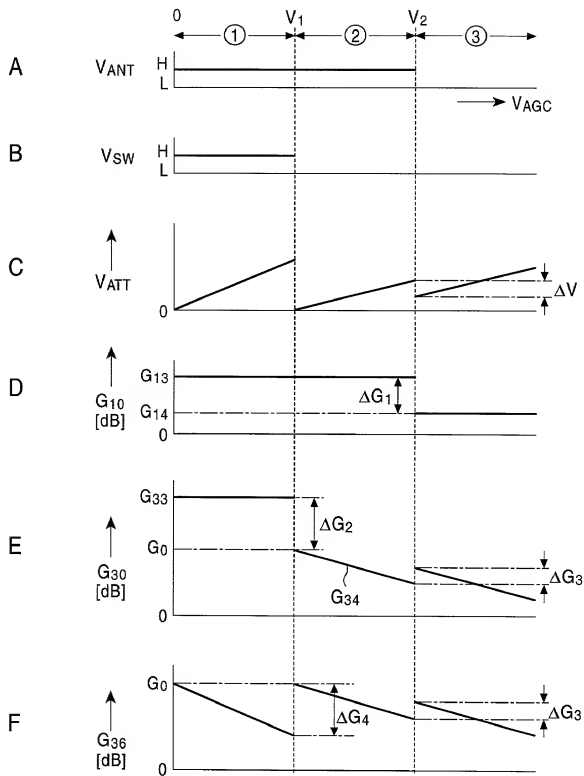 0 V1 V2
① ② ③
A VANT H
L
VAGC
B VSW H
L
C VATT
0
ΔV
D G13
G10
[dB]
G14
0
ΔG1
E G33
G0
G30
[dB]
0
ΔG2
G34
ΔG3
F G0
G36
[dB]
ΔG4
ΔG3